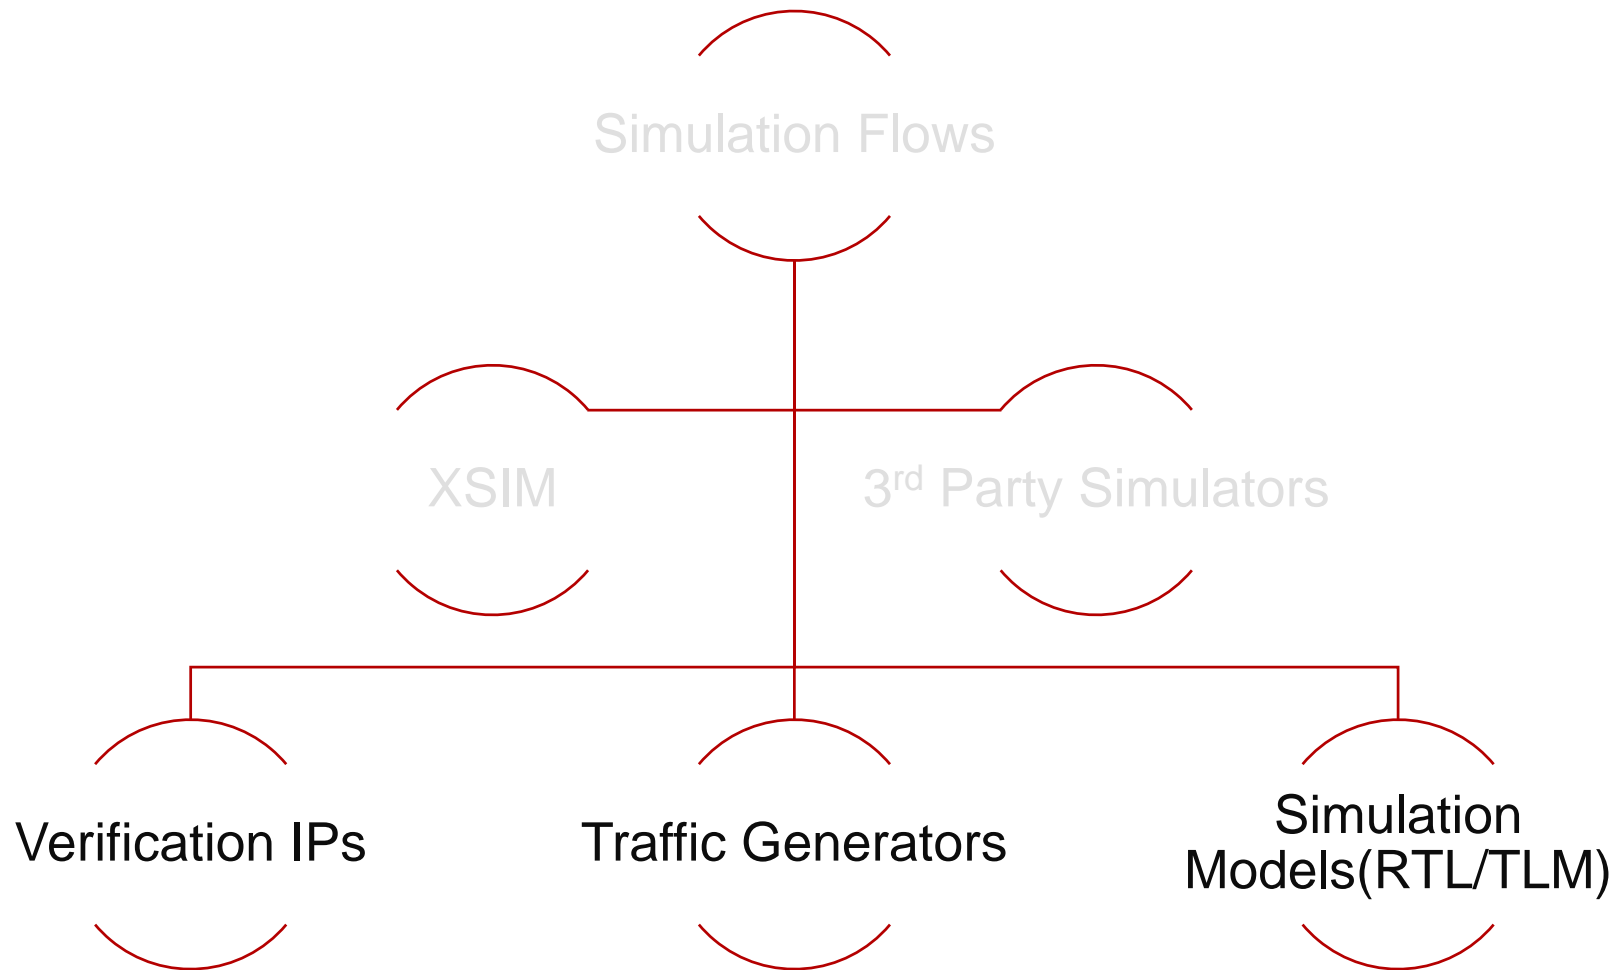 Simulation Flows
XSIM
3rd Party Simulators
Verification IPs
Traffic Generators
Simulation
Models(RTL/TLM)